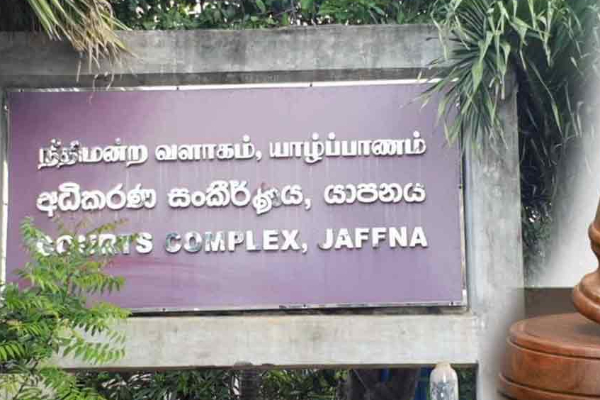 நீதிமன்ற வளாகம், யாழ்ப்பாணம்
අධිකරණ සංකීර්ණය, යාපනය
COURTS COMPLEX, JAFFNA